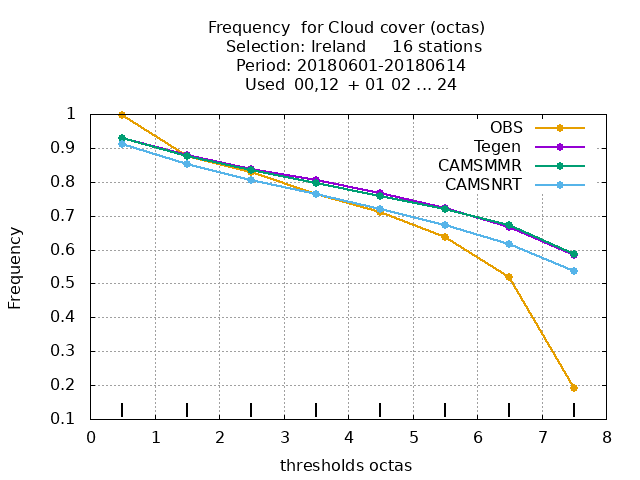 Frequency  for Cloud cover (octas)
Selection: Ireland     16 stations
Period: 20180601-20180614
Used  00,12  + 01 02 ... 24
OBS
Tegen
CAMSMMR
CAMSNRT
Frequency
1
0.9
0.8
0.7
0.6
0.5
0.4
0.3
0.2
0.1
0 1 2 3 4 5 6 7 8
thresholds octas